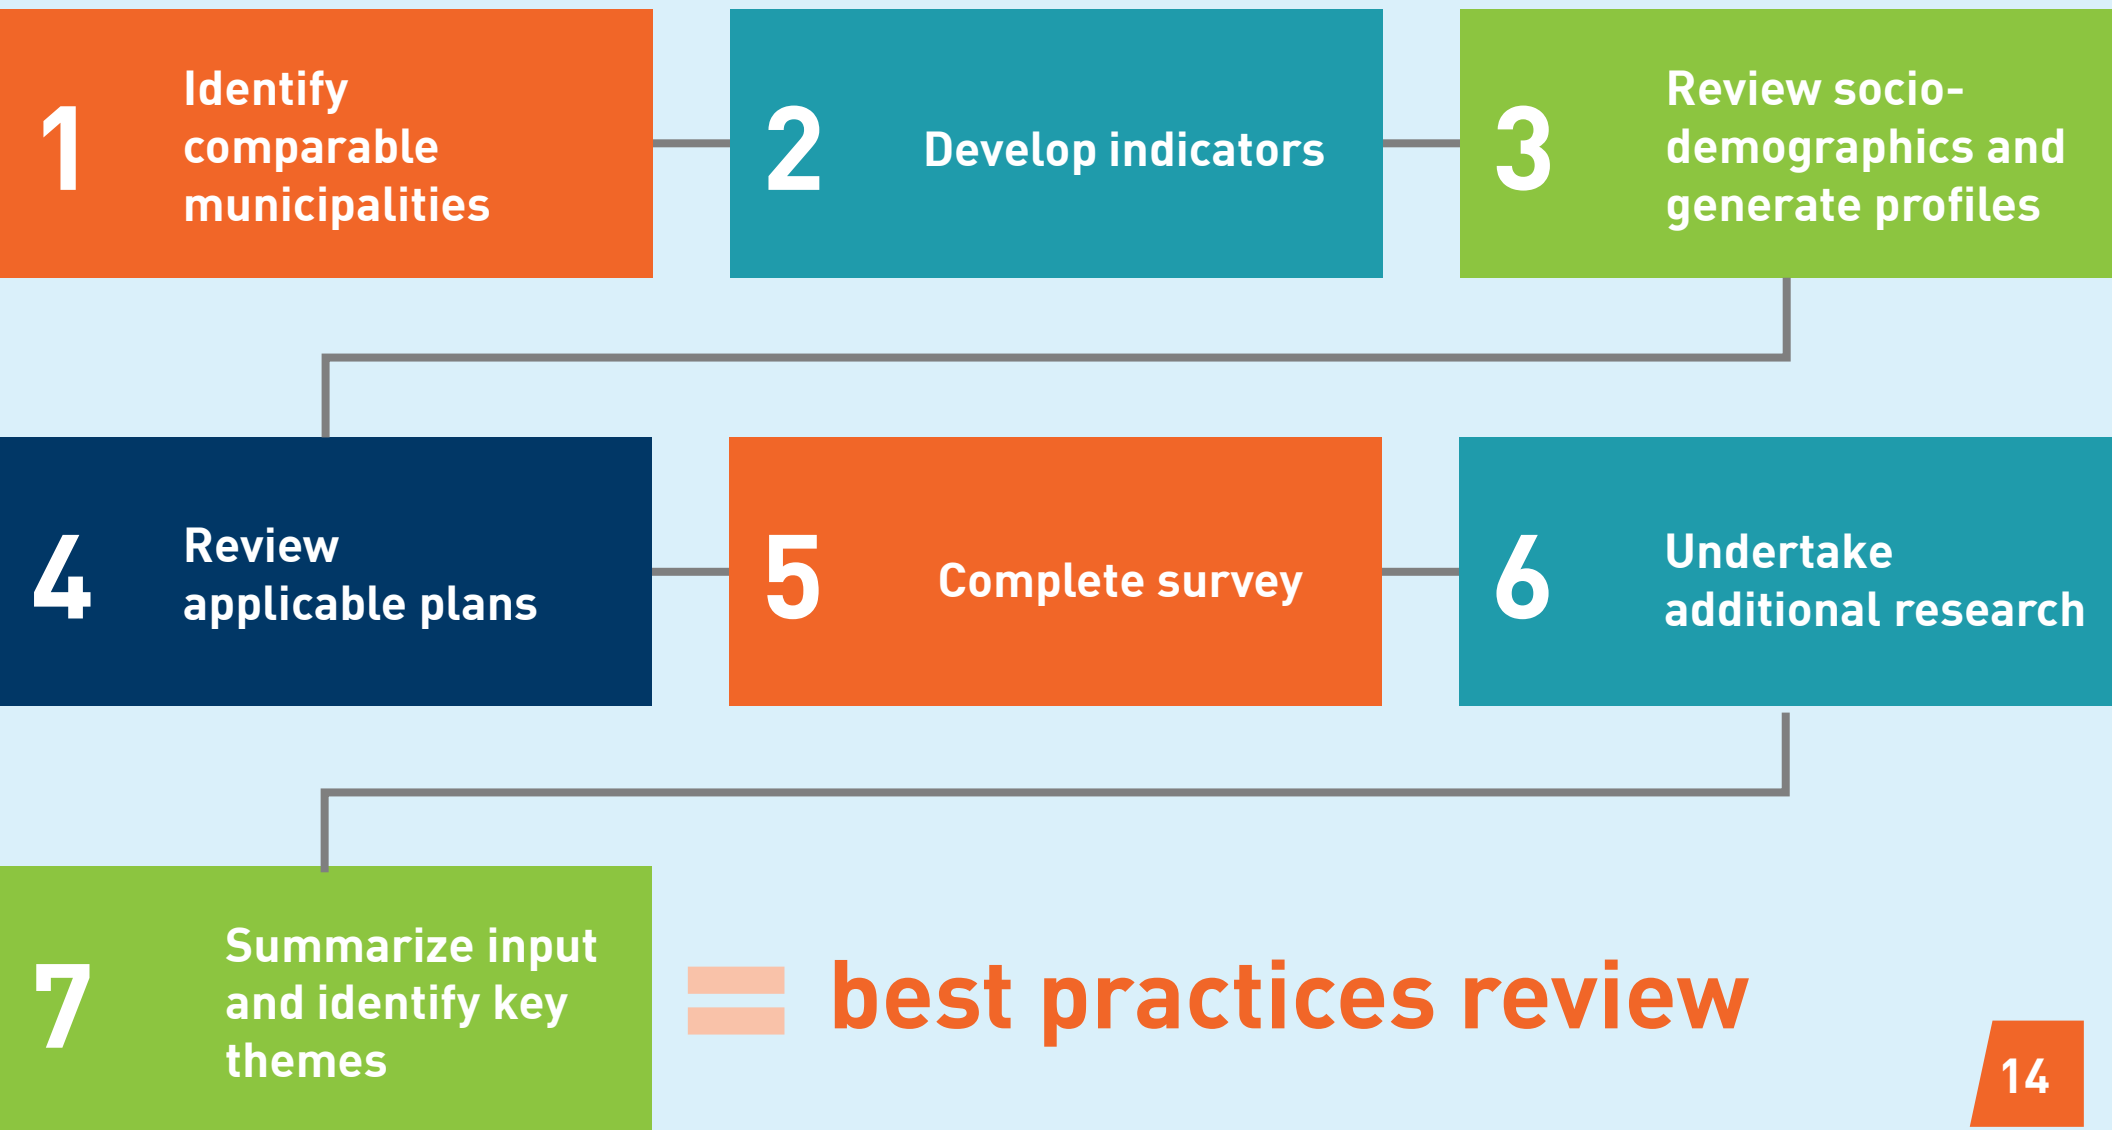 1
Identify
comparable
municipalities
2
Develop indicators
3
Review socio-
demographics and
generate profiles
4
Review
applicable plans
5
Complete survey
6
Undertake
additional research
7
Summarize input
and identify key
themes
= best practices review
14